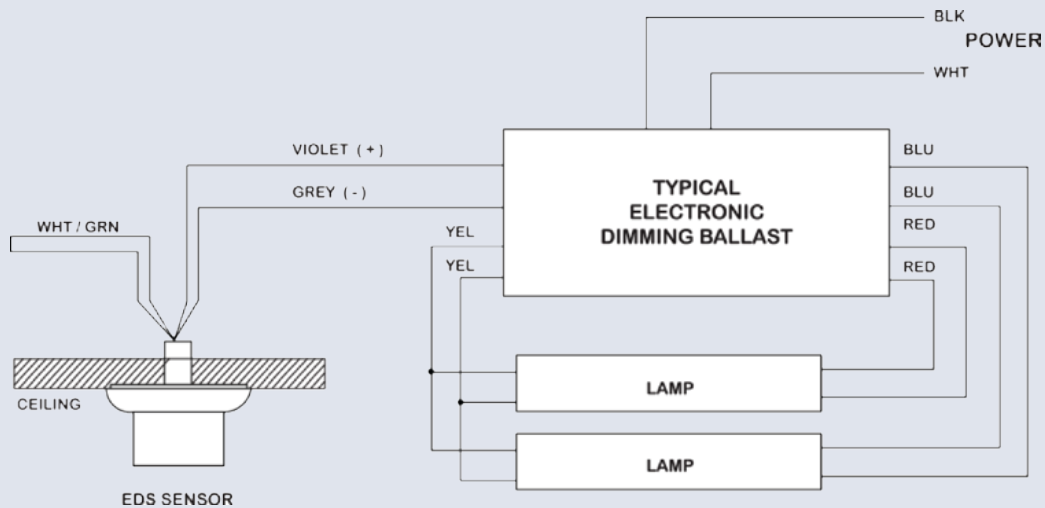 BLK
POWER
WHT
VIOLET ( + )
GREY ( - )
WHT / GRN
YEL
YEL
TYPICAL
ELECTRONIC
DIMMING BALLAST
BLU
BLU
RED
RED
LAMP
LAMP
CEILING
EDS SENSOR